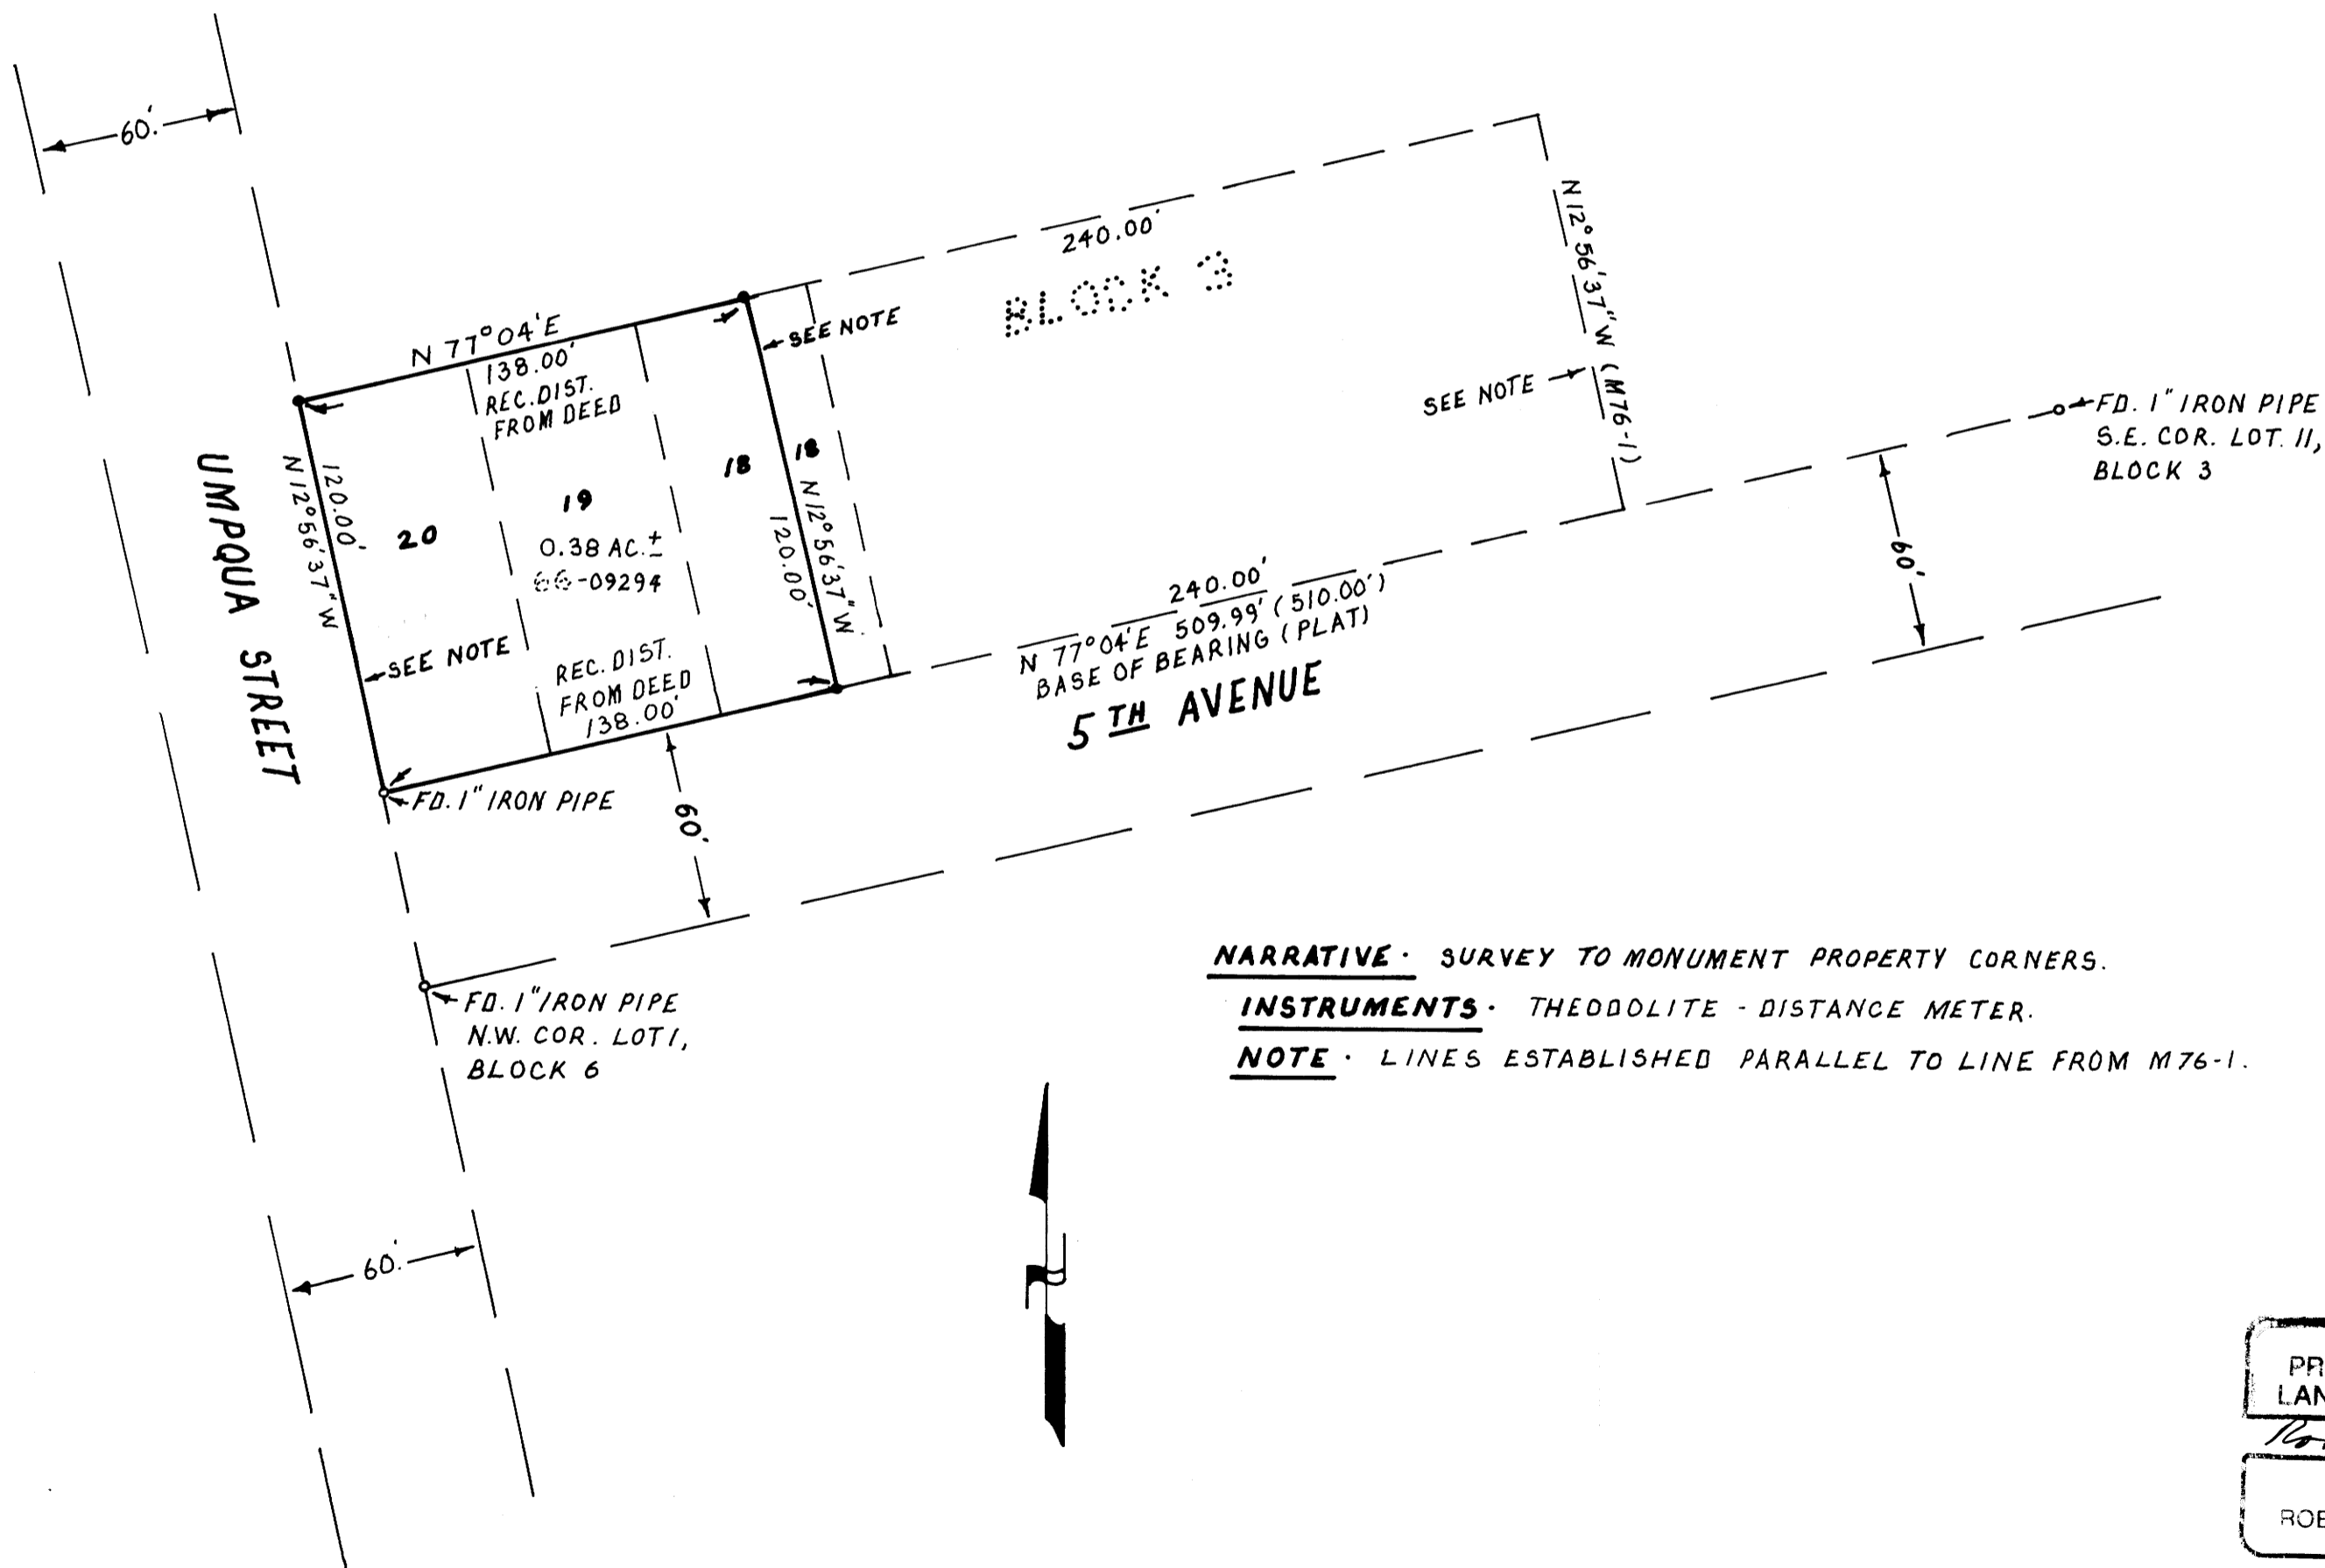 60.'
N 77°04'E
138.00'
REC. DIST.
FROM DEED
240.00'
BLOCK 3
SEE NOTE
N12°56'37"W (M76-1)
SEE NOTE
FD. 1" IRON PIPE
S.E. COR. LOT. 11,
BLOCK 3
UMPQUA STREET
N12°56'37"W
120.00'
20
19
0.38 AC.±
66-09294
18
18
N12°56'37"W
120.00'
SEE NOTE
REC. DIST.
FROM DEED
138.00'
240.00'
N 77°04'E 509.99' (510.00')
BASE OF BEARING (PLAT)
5TH AVENUE
60'
FD. 1" IRON PIPE
60'
FD. 1" IRON PIPE
N.W. COR. LOT 1,
BLOCK 6
NARRATIVE · SURVEY TO MONUMENT PROPERTY CORNERS.
INSTRUMENTS · THEODOLITE - DISTANCE METER.
NOTE · LINES ESTABLISHED PARALLEL TO LINE FROM M76-1.
N
60.'